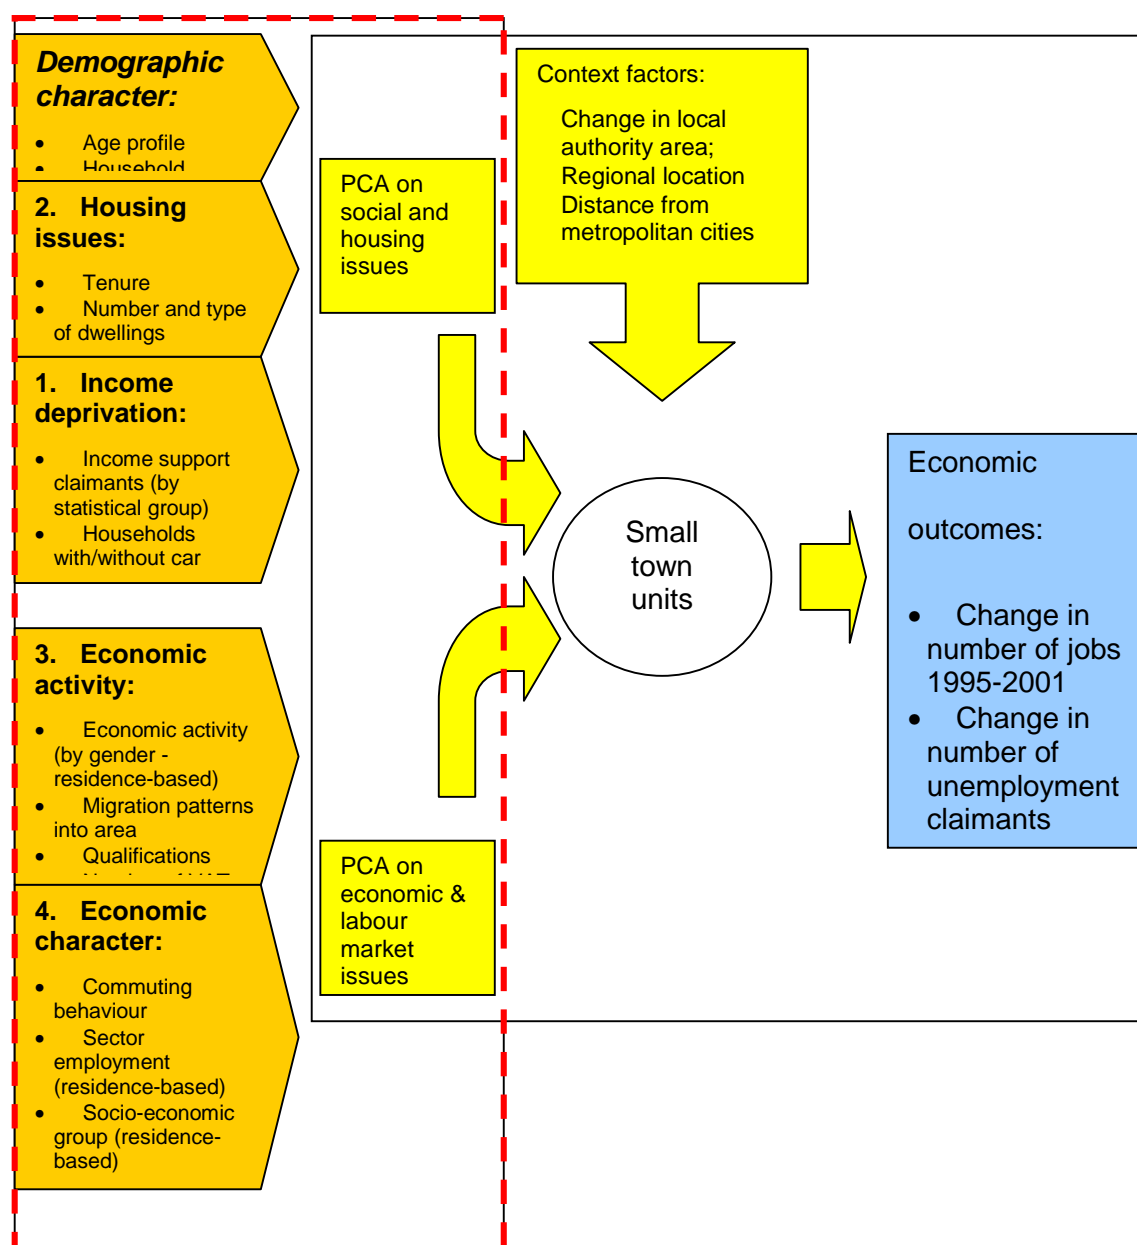 Demographic
character:
• Age profile
• Household
2. Housing
issues:
• Tenure
• Number and type
of dwellings
1. Income
deprivation:
• Income support
claimants (by
statistical group)
• Households
with/without car
3. Economic
activity:
• Economic activity
(by gender -
residence-based)
• Migration patterns
into area
• Qualifications
4. Economic
character:
• Commuting
behaviour
• Sector
employment
(residence-based)
• Socio-economic
group (residence-
based)
PCA on
social and
housing
issues
PCA on
economic &
labour
market
issues
Context factors:
Change in local
authority area;
Regional location
Distance from
metropolitan cities
Small
town
units
Economic
outcomes:
• Change in
number of jobs
1995-2001
• Change in
number of
unemployment
claimants